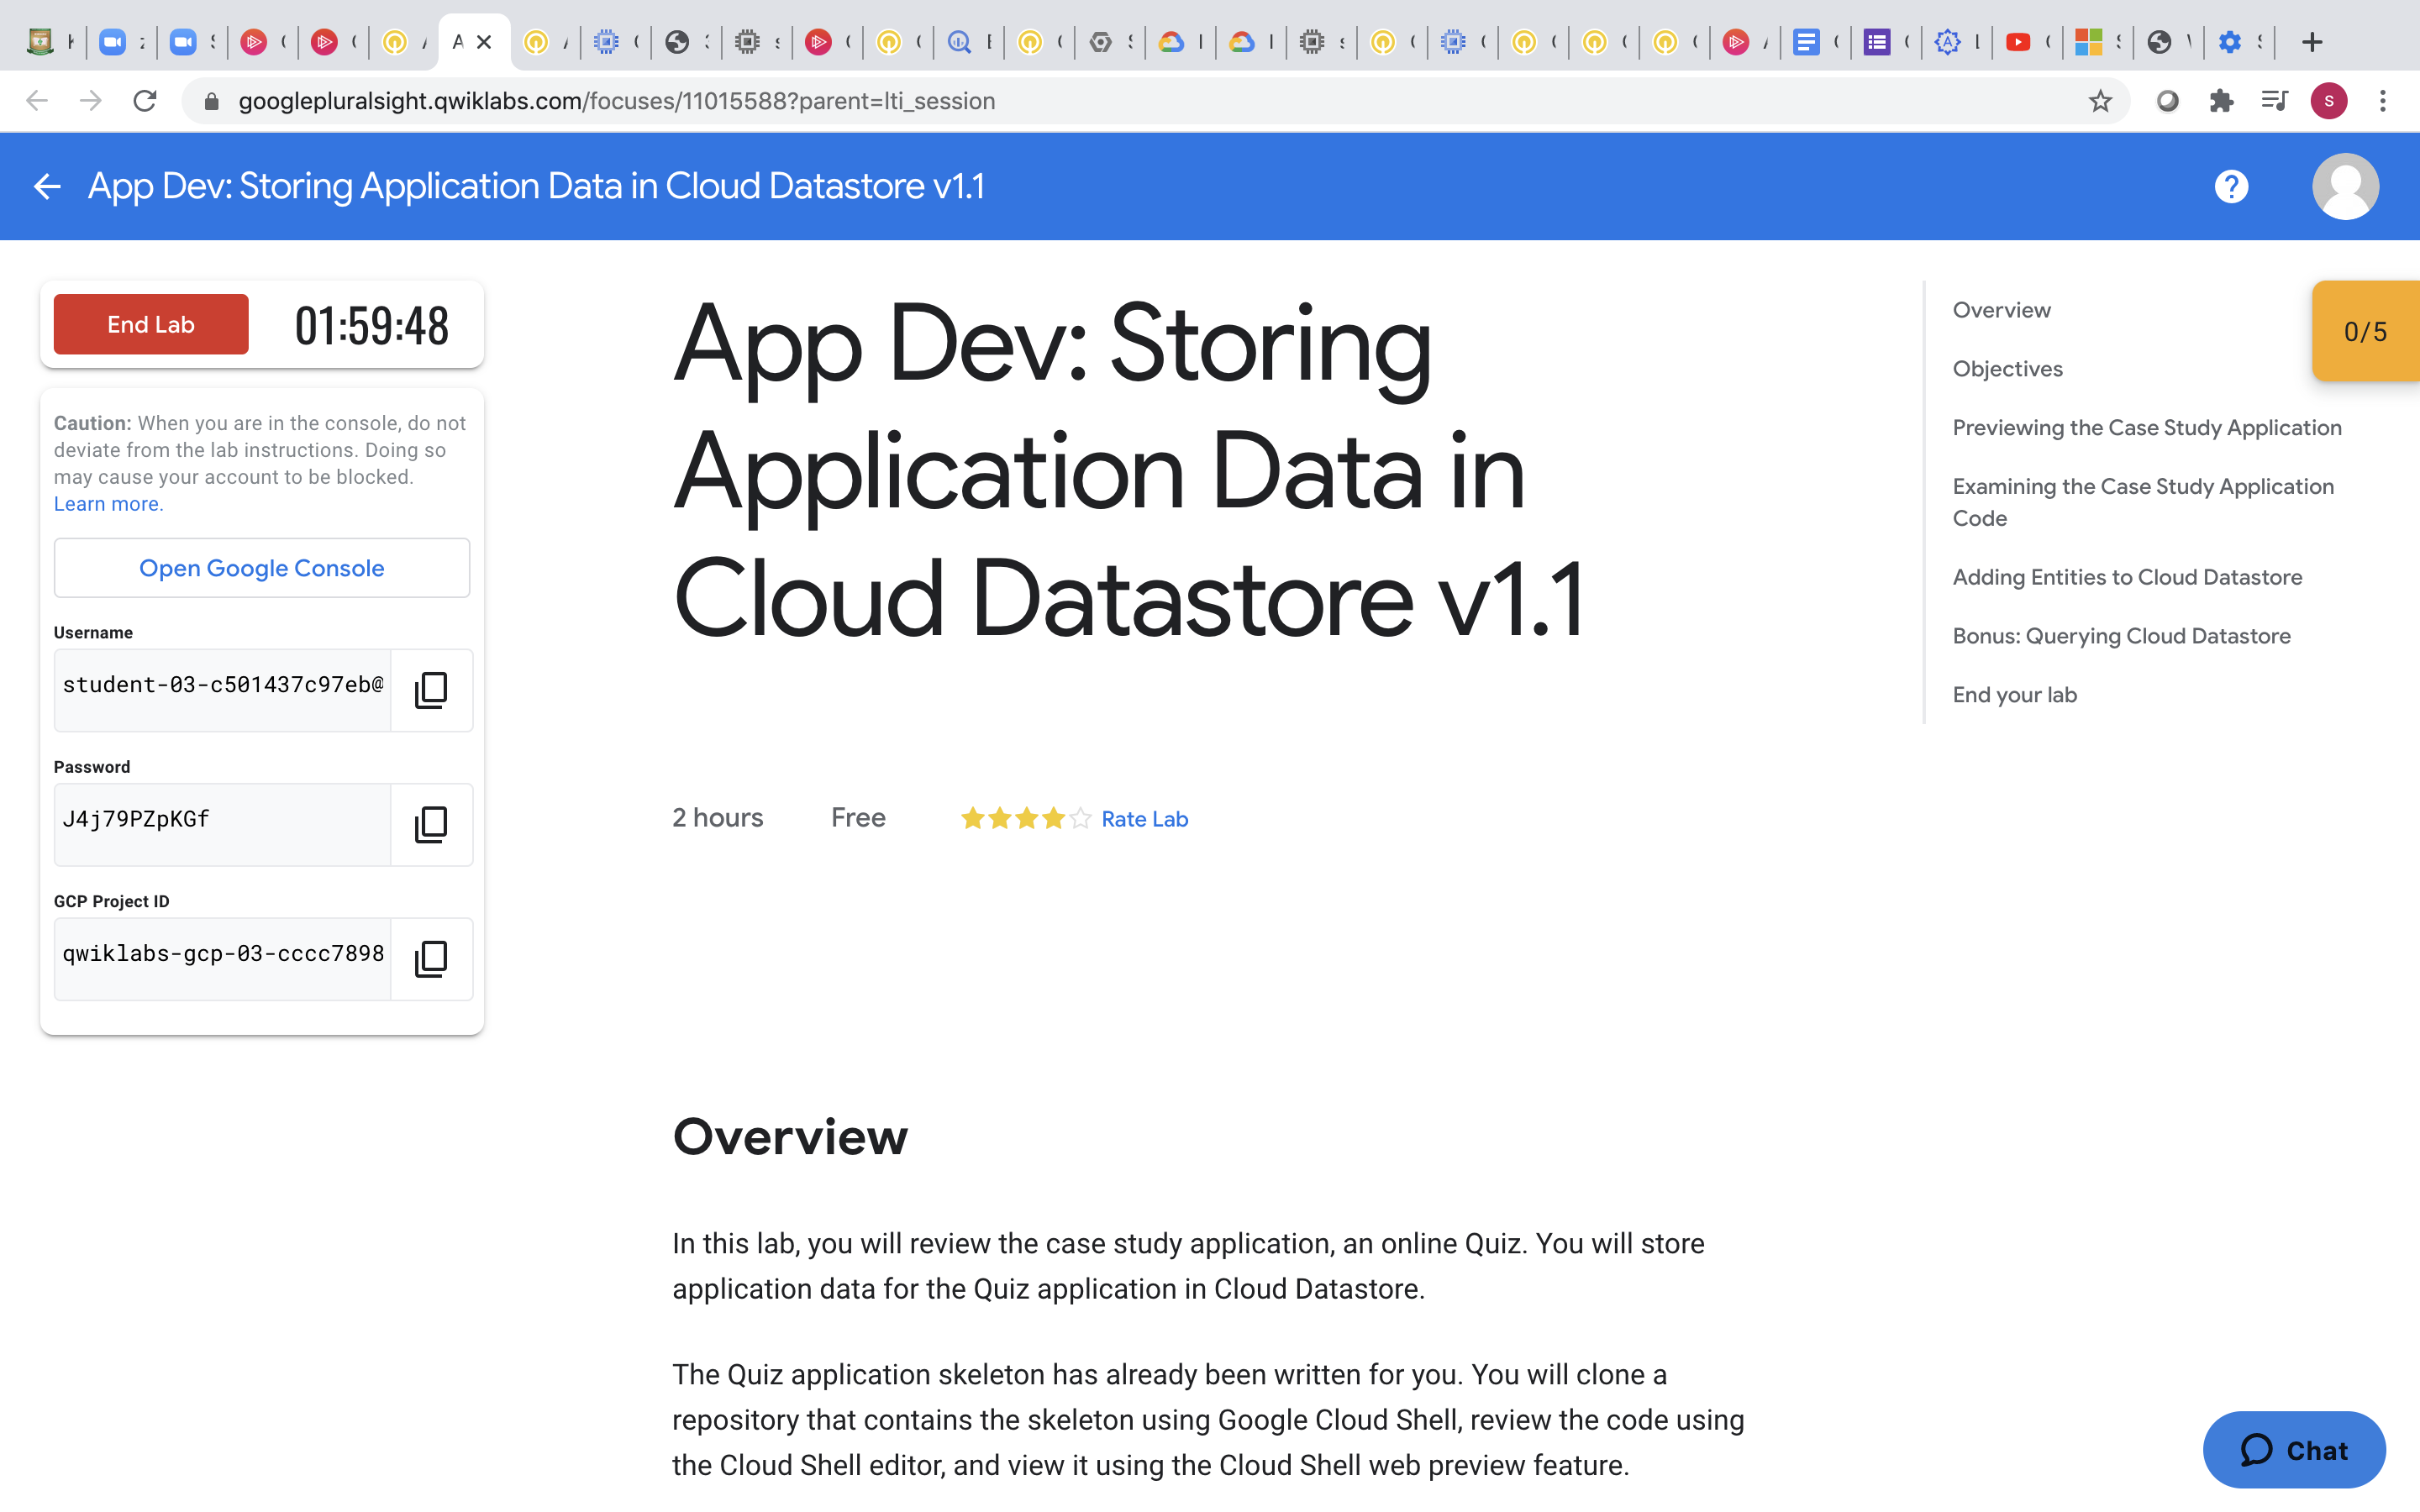 googlepluralsight.qwiklabs.com/focuses/11015588?parent=lti_session
S
App Dev: Storing Application Data in Cloud Datastore v1.1
?
End Lab
01:59:48
Caution: When you are in the console, do not
deviate from the lab instructions. Doing so
may cause your account to be blocked.
Learn more.
Open Google Console
Username
student-03-c501437c97eb@
Password
J4j79PZpKGf
GCP Project ID
qwiklabs-gcp-03-cccc7898
App Dev: Storing
Application Data in
Cloud Datastore v1.1
2 hours
Free
Rate Lab
Overview
In this lab, you will review the case study application, an online Quiz. You will store
application data for the Quiz application in Cloud Datastore.
The Quiz application skeleton has already been written for you. You will clone a
repository that contains the skeleton using Google Cloud Shell, review the code using
the Cloud Shell editor, and view it using the Cloud Shell web preview feature.
Overview
Objectives
Previewing the Case Study Application
Examining the Case Study Application
Code
Adding Entities to Cloud Datastore
Bonus: Querying Cloud Datastore
End your lab
0/5
Chat